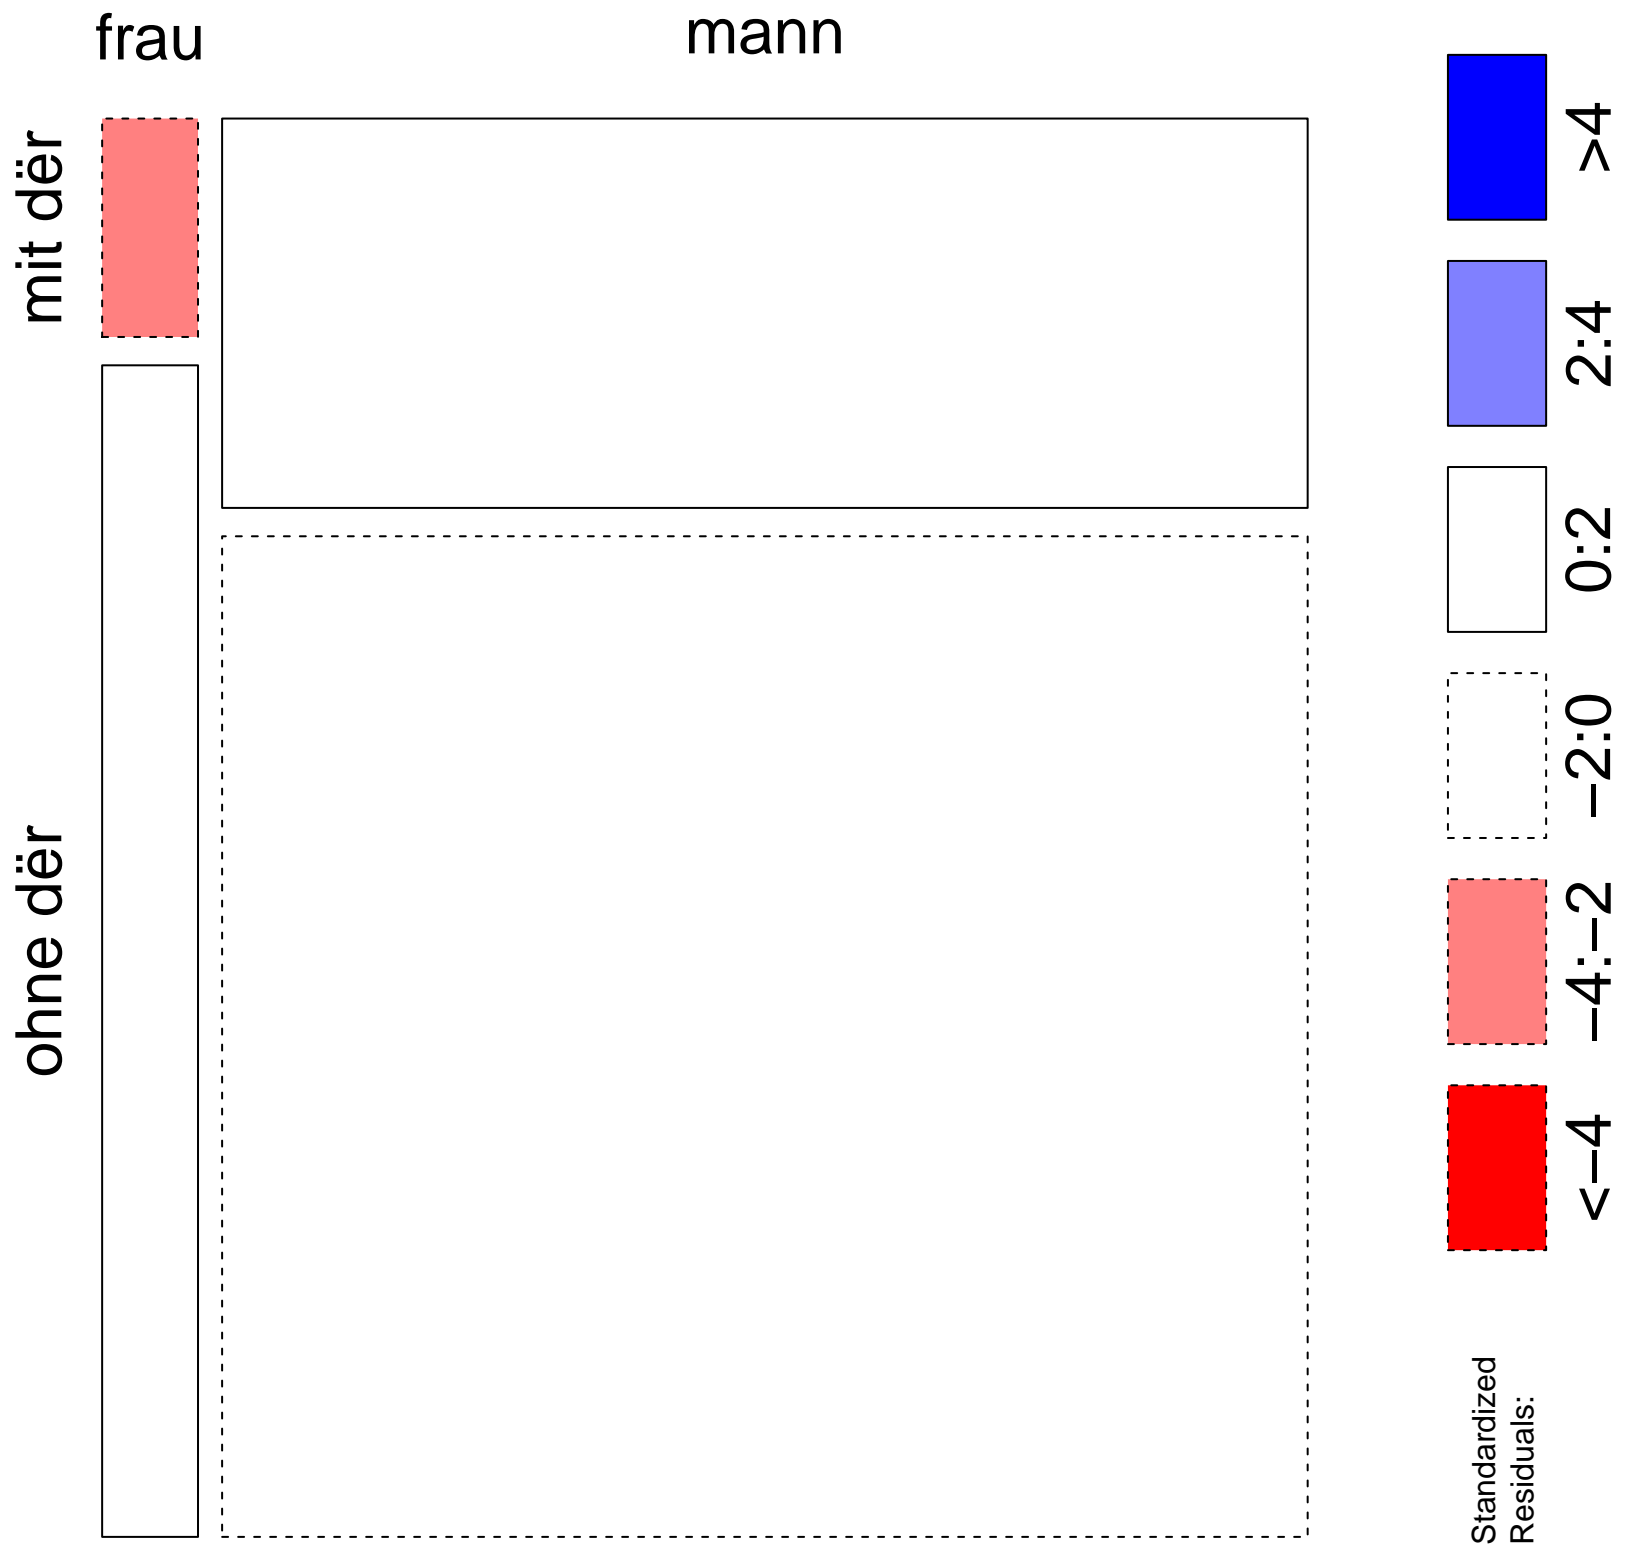 frau
mann
mit dër
ohne dër
>4
2:4
0:2
−2:0
−4:−2
<−4
Standardized
Residuals: